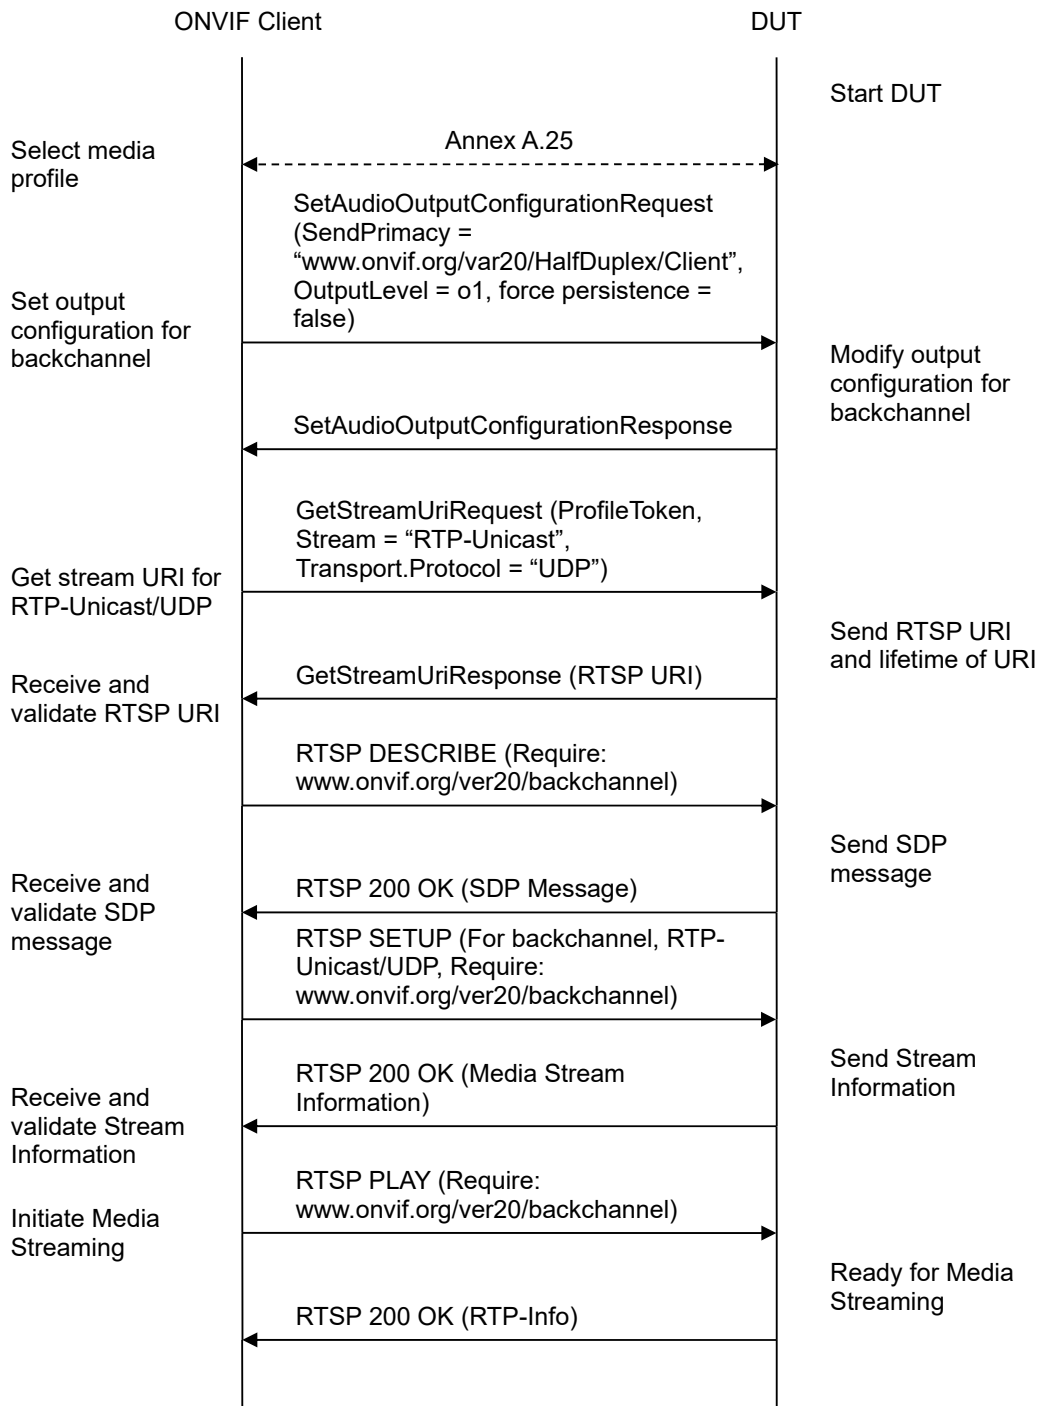 ONVIF Client
DUT
Start DUT
Annex A.25
Select media
profile
SetAudioOutputConfigurationRequest
(SendPrimacy =
“www.onvif.org/var20/HalfDuplex/Client”,
OutputLevel = o1, force persistence =
false)
Set output
configuration for
backchannel
Modify output
configuration for
backchannel
SetAudioOutputConfigurationResponse
GetStreamUriRequest (ProfileToken,
Stream = “RTP-Unicast”,
Transport.Protocol = “UDP”)
Get stream URI for
RTP-Unicast/UDP
Send RTSP URI
and lifetime of URI
GetStreamUriResponse (RTSP URI)
Receive and
validate RTSP URI
RTSP DESCRIBE (Require:
www.onvif.org/ver20/backchannel)
Send SDP
message
Receive and
validate SDP
message
RTSP 200 OK (SDP Message)
RTSP SETUP (For backchannel, RTP-
Unicast/UDP, Require:
www.onvif.org/ver20/backchannel)
Send Stream
Information
RTSP 200 OK (Media Stream
Information)
Receive and
validate Stream
Information
RTSP PLAY (Require:
www.onvif.org/ver20/backchannel)
Initiate Media
Streaming
Ready for Media
Streaming
RTSP 200 OK (RTP-Info)